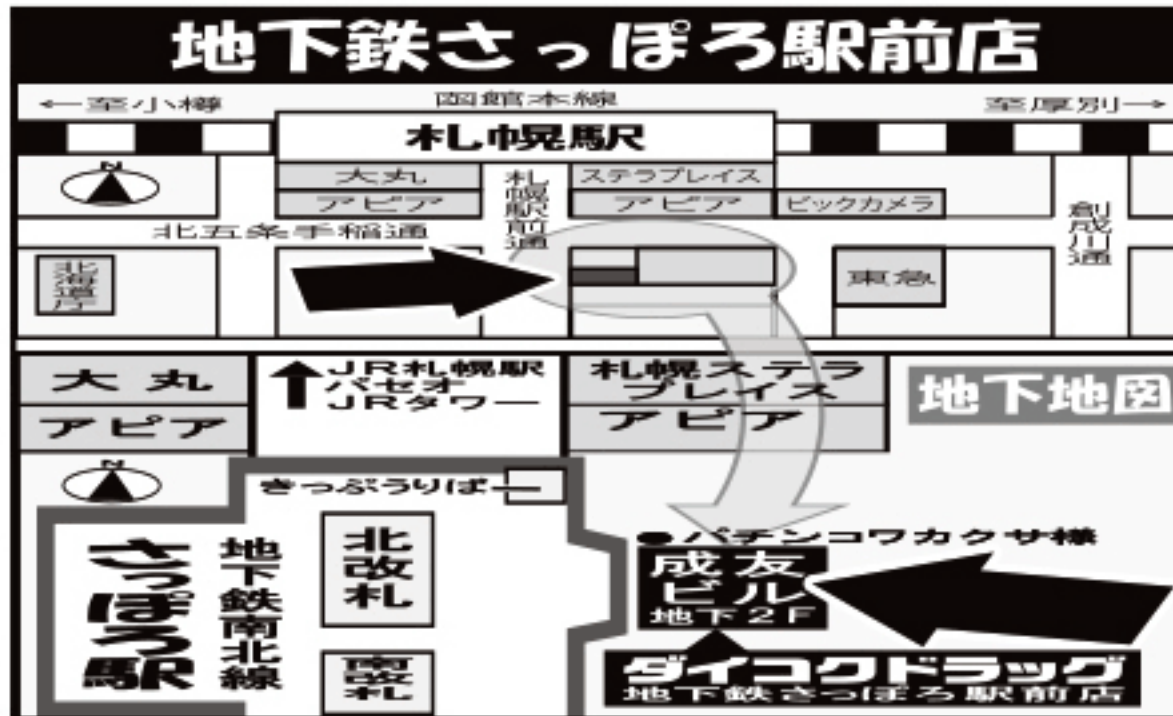 地下鉄さっぽろ駅前店
←至小樽
函館本線
至厚別→
札幌駅
N
大丸
アピア
札幌駅前通
ステラプレイス
アピア
ビックカメラ
創成川通
北五条手稲通
北海道庁
東急
大丸
アピア
↑JR札幌駅
パセオ
JRタワー
札幌ステラ
プレイス
アピア
地下地図
N
きっぷうりば
さっぽろ駅
地下鉄南北線
北改札
南改札
●パチンコワカクサ様
成友
ビル
地下2F
ダイコクドラッグ
地下鉄さっぽろ駅前店